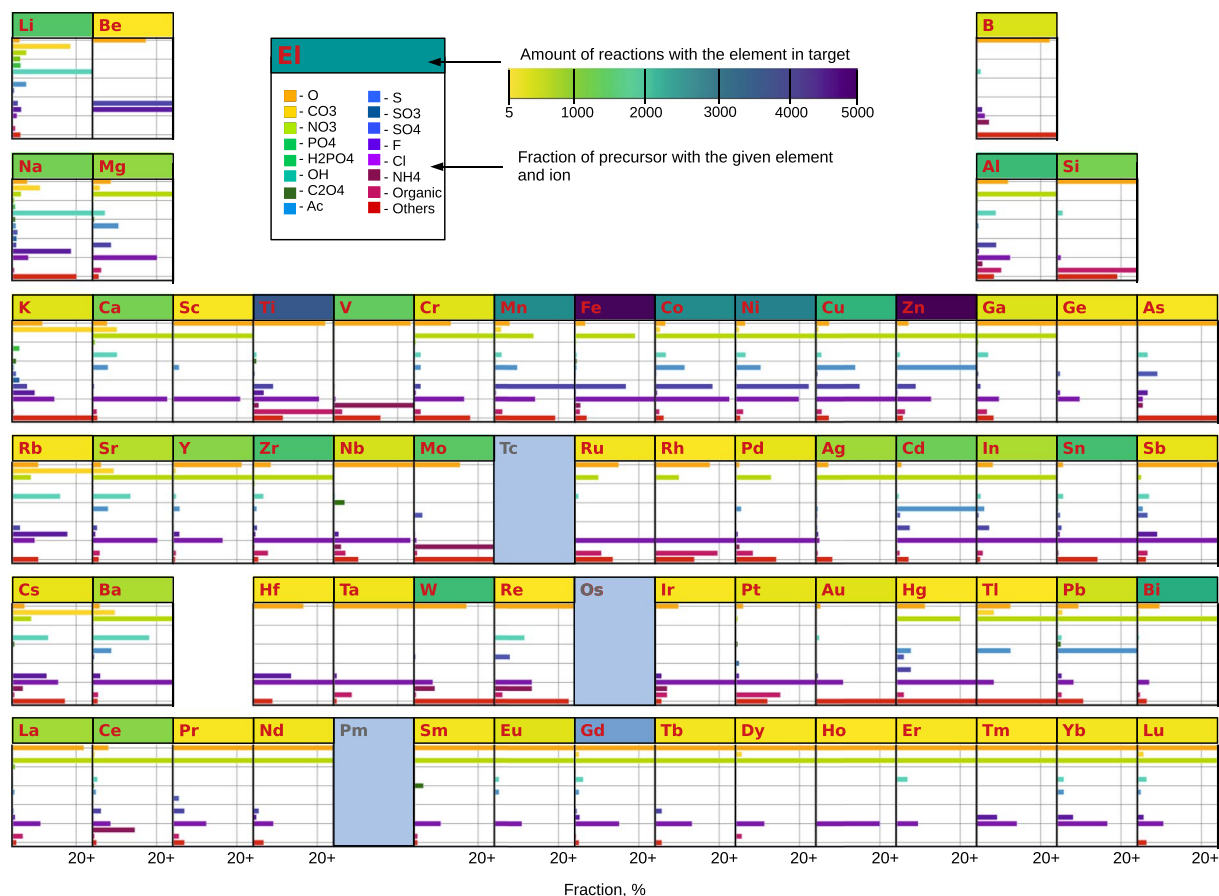 Li Be B
El
Amount of reactions with the element in target
5 1000 2000 3000 4000 5000
- O - S
- CO3 - SO3
- NO3 - SO4
- PO4 - F
- H2PO4 - Cl
- OH - NH4
- C2O4 - Organic
- Ac - Others
Fraction of precursor with the given element
and ion
Na Mg Al Si
K Ca Sc Ti V Cr Mn Fe Co Ni Cu Zn Ga Ge As
Rb Sr Y Zr Nb Mo Tc Ru Rh Pd Ag Cd In Sn Sb
Cs Ba Hf Ta W Re Os Ir Pt Au Hg Tl Pb Bi
La Ce Pr Nd Pm Sm Eu Gd Tb Dy Ho Er Tm Yb Lu
20+ 20+ 20+ 20+ 20+ 20+ 20+ 20+ 20+ 20+ 20+ 20+ 20+ 20+
Fraction, %